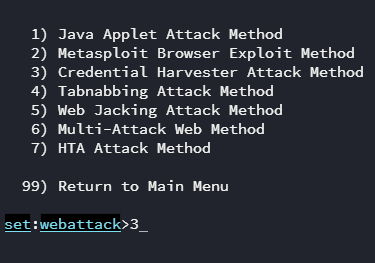 1) Java Applet Attack Method
2) Metasploit Browser Exploit Method
3) Credential Harvester Attack Method
4) Tabnabbing Attack Method
5) Web Jacking Attack Method
6) Multi-Attack Web Method
7) HTA Attack Method
99) Return to Main Menu
set:webattack>3_